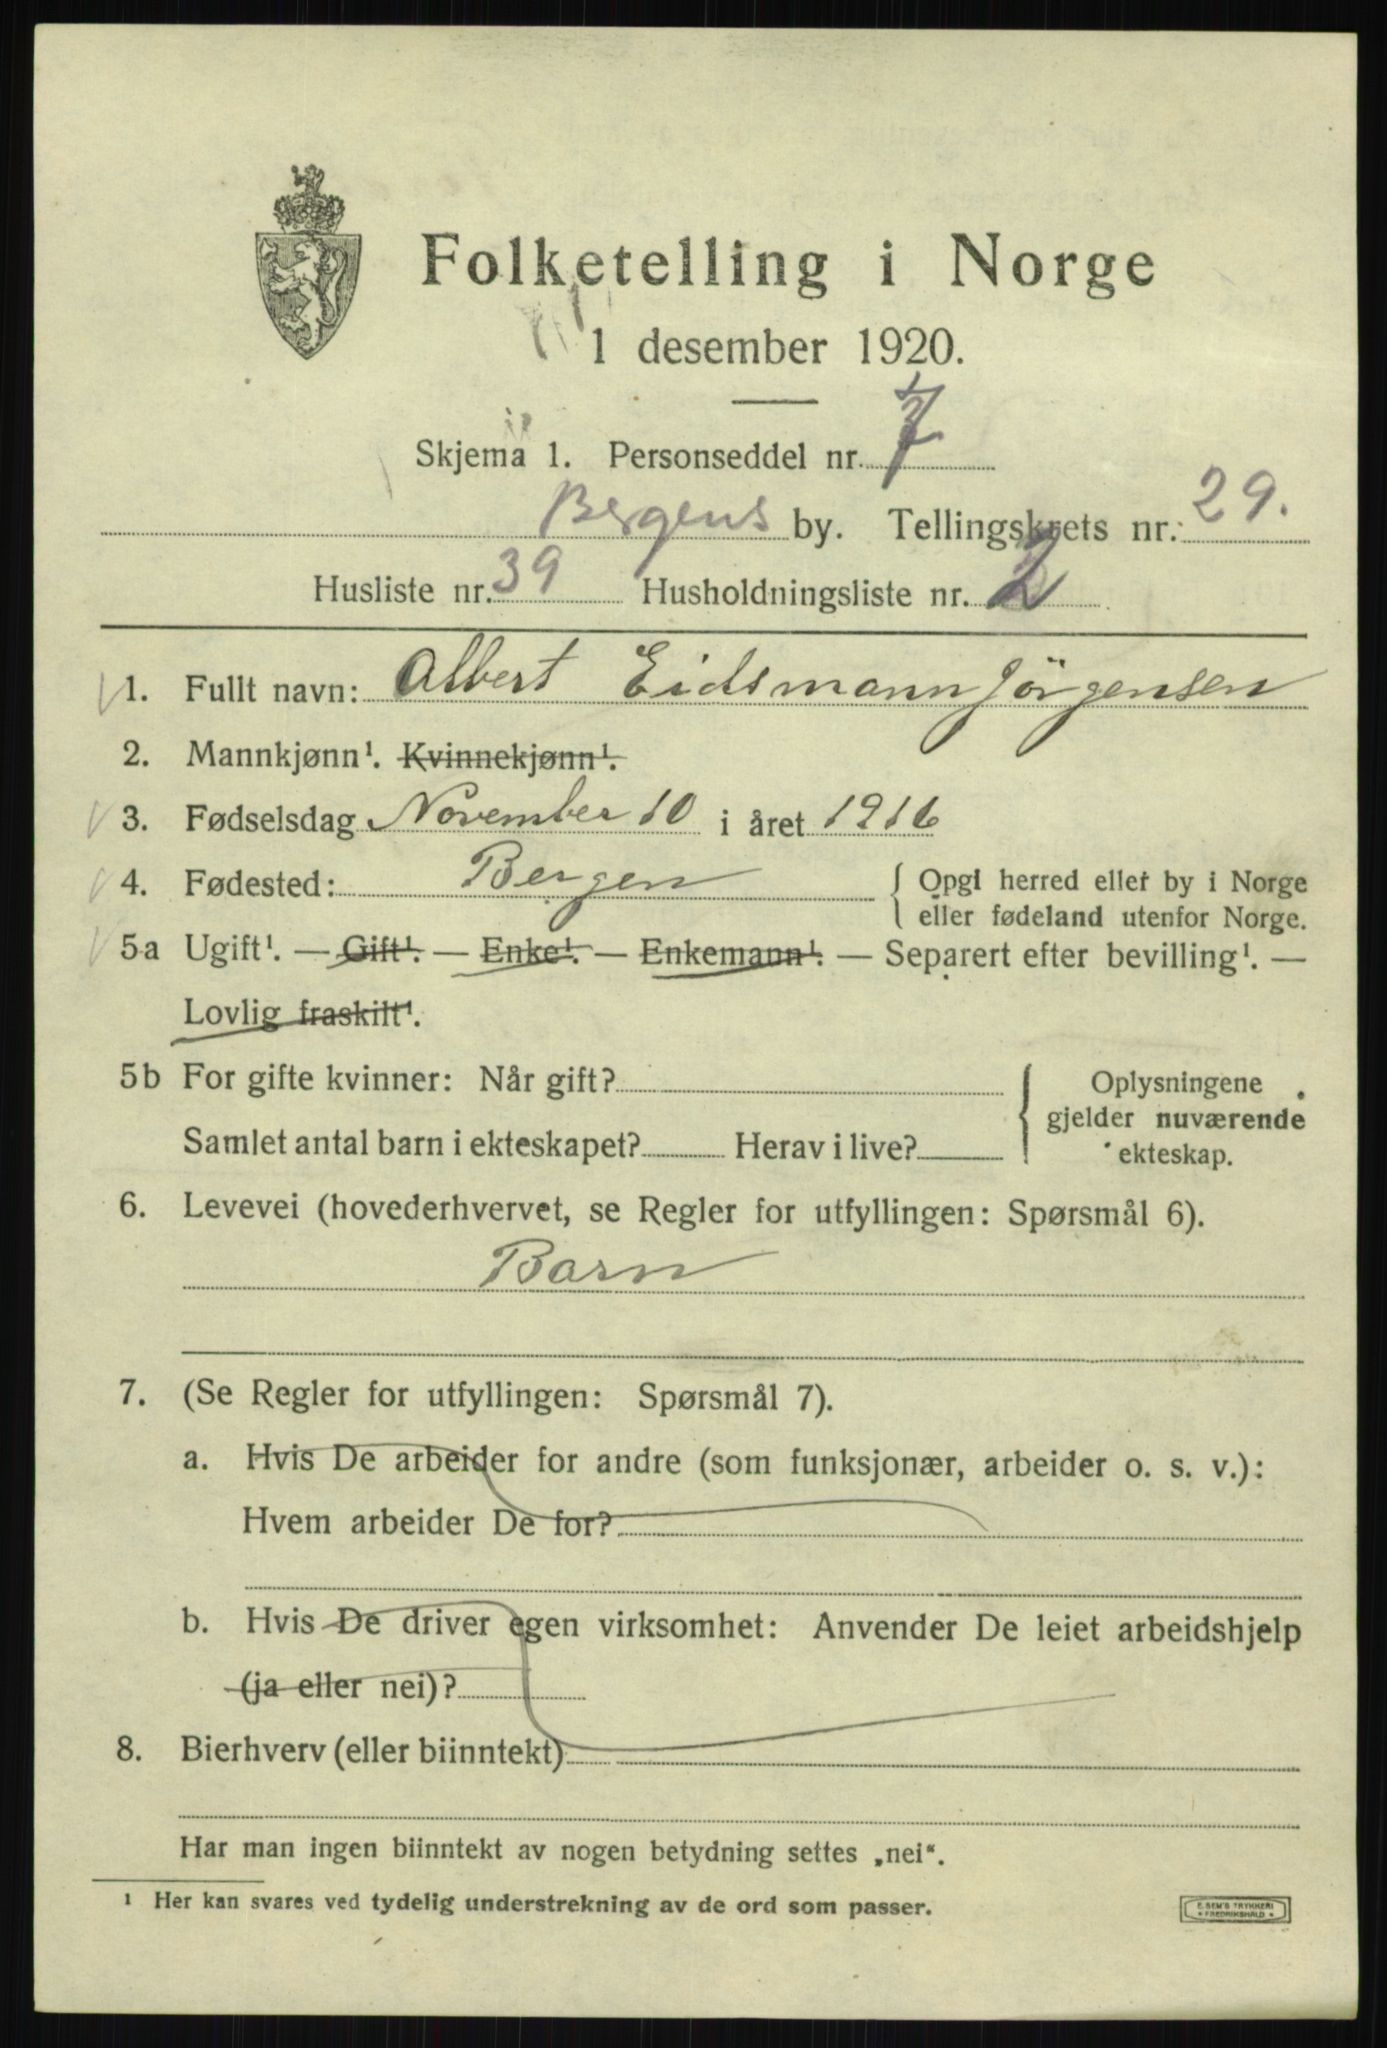 Folketelling i Norge
1 desember 1920.
Skjema 1. Personseddel nr. 7
Bergens by. Tellingskrets nr. 29.
Husliste nr. 39 Husholdningsliste nr. 2
1. Fullt navn: Albert Eidsmann Jörgensen
2. Mannkjønn¹. Kvinnekjønn¹.
3. Fødselsdag November 10 i året 1916
4. Fødested: Bergen { Opgi herred eller by i Norge
eller fødeland utenfor Norge.
5a Ugift¹. — Gift¹. — Enke¹. — Enkemann¹. — Separert efter bevilling¹. —
Lovlig fraskilt¹.
5b For gifte kvinner: Når gift? { Oplysningene
gjelder nuværende
Samlet antal barn i ekteskapet? Herav i live? ekteskap.
6. Levevei (hovederhvervet, se Regler for utfyllingen: Spørsmål 6).
Barn
7. (Se Regler for utfyllingen: Spørsmål 7).
a. Hvis De arbeider for andre (som funksjonær, arbeider o. s. v.):
Hvem arbeider De for?
b. Hvis De driver egen virksomhet: Anvender De leiet arbeidshjelp
(ja eller nei)?
8. Bierhverv (eller biinntekt)
Har man ingen biinntekt av nogen betydning settes „nei“.
¹ Her kan svares ved tydelig understrekning av de ord som passer.
E. SEM'S TRYKKERI
FREDRIKSHALD